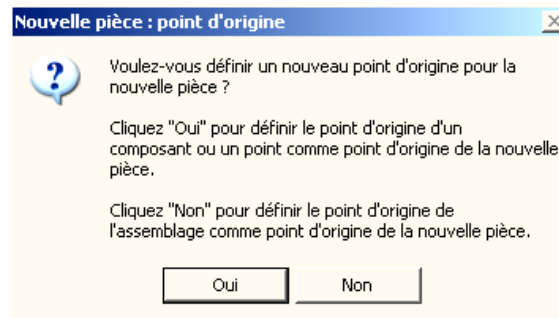 Nouvelle pièce : point d'origine
Voulez-vous définir un nouveau point d'origine pour la
nouvelle pièce ?
Cliquez "Oui" pour définir le point d'origine d'un
composant ou un point comme point d'origine de la nouvelle
pièce.
Cliquez "Non" pour définir le point d'origine de
l'assemblage comme point d'origine de la nouvelle pièce.
Oui
Non